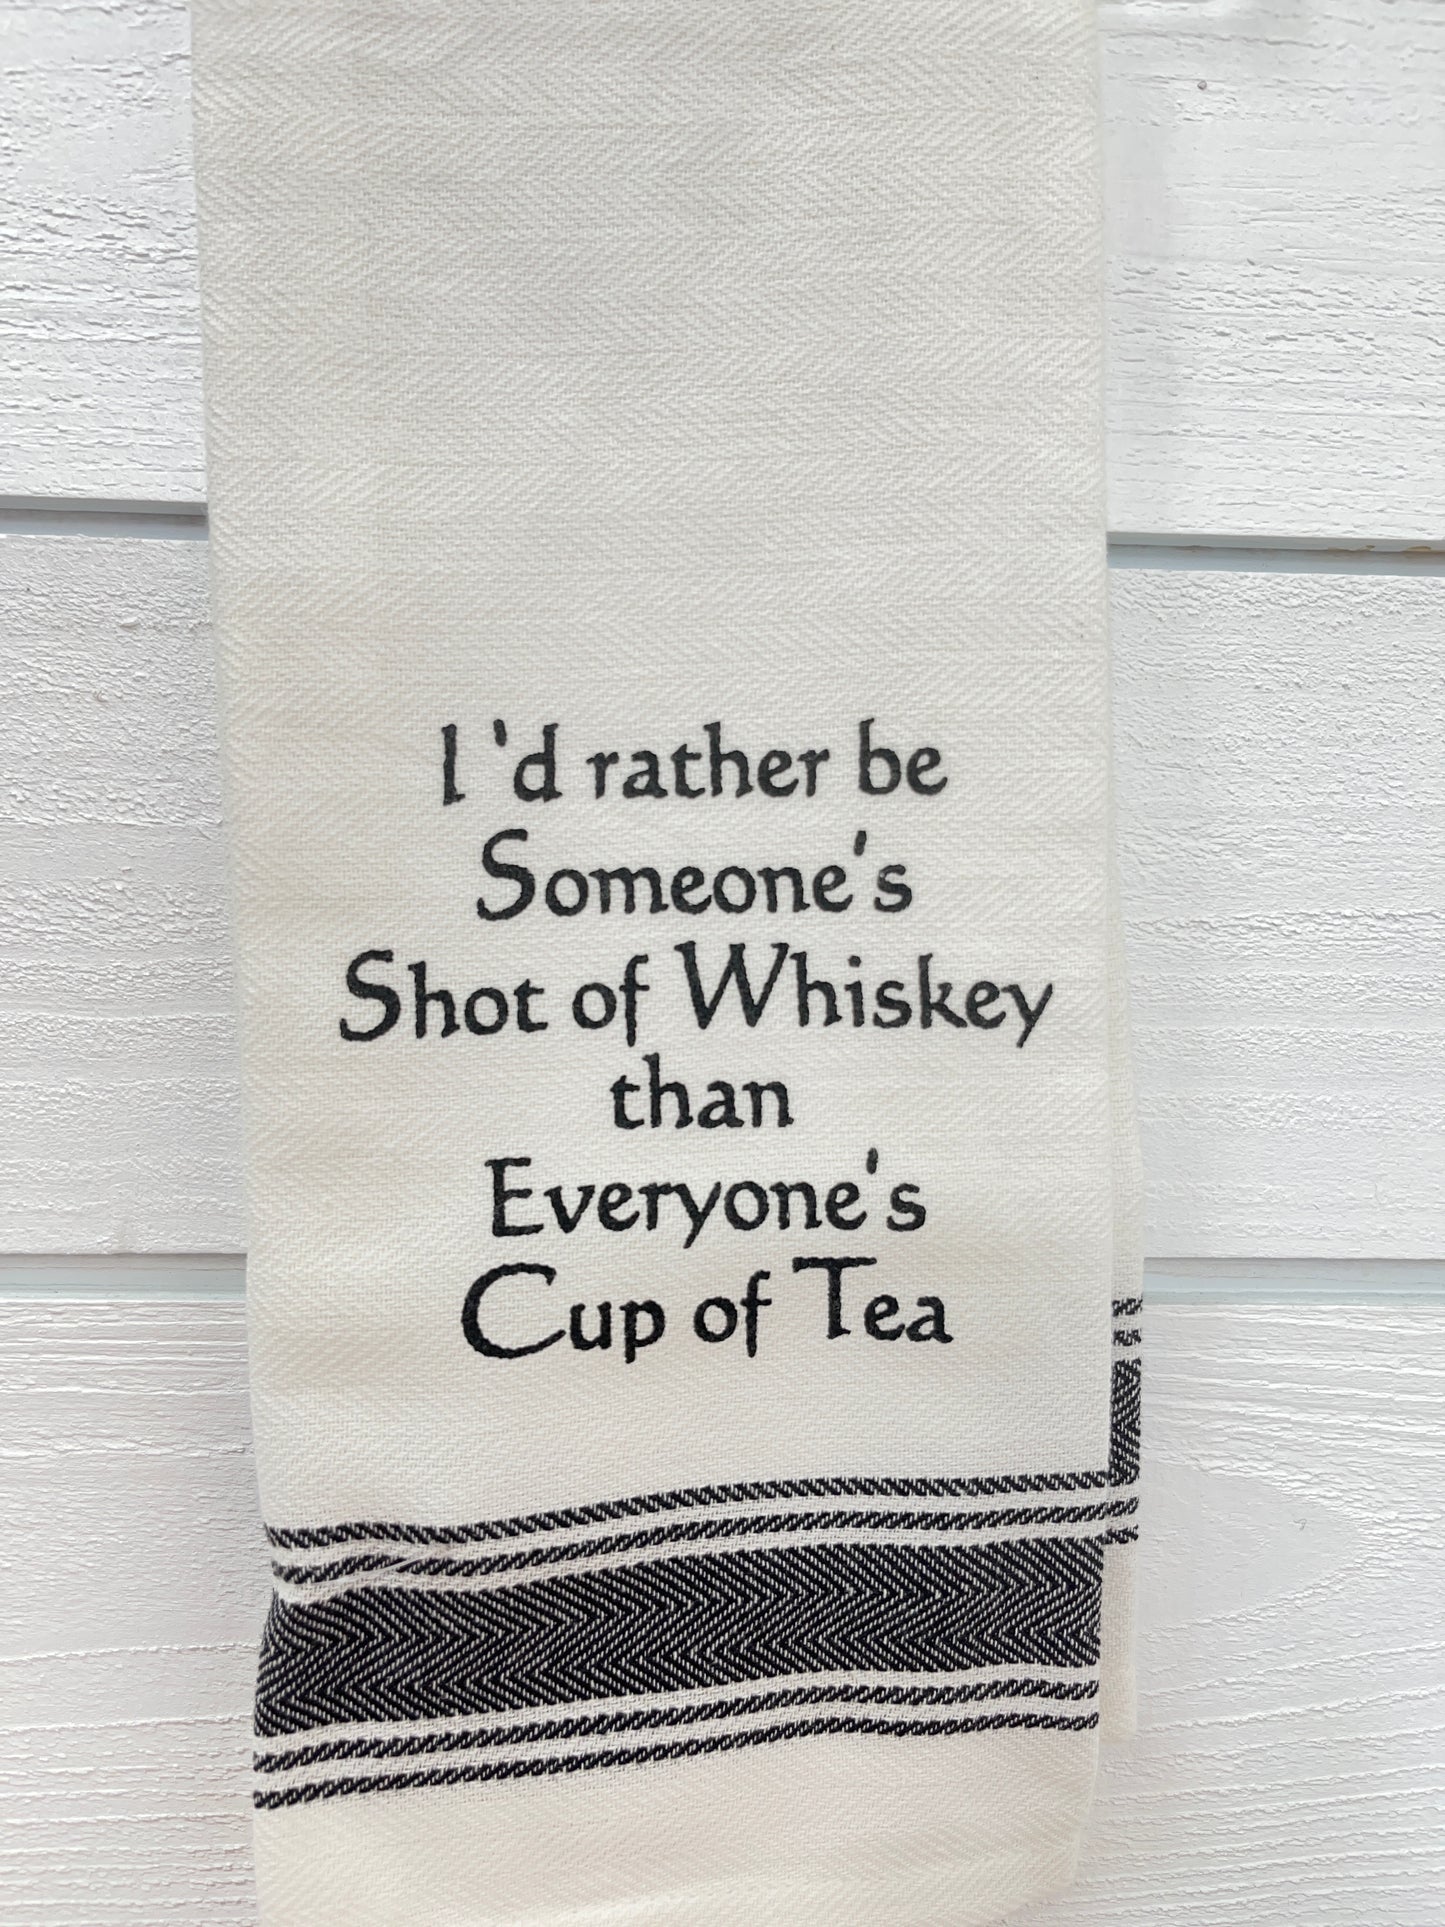 I 'd rather be
Someone's
Shot of Whiskey
than
Everyone's
Cup of Tea